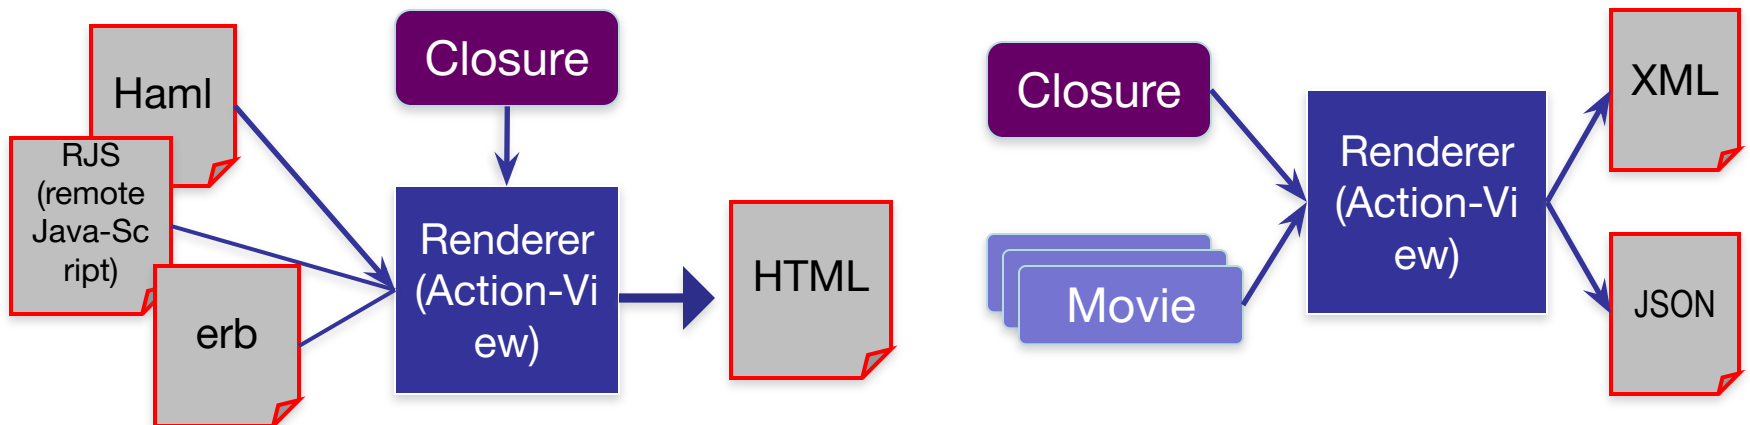 Haml
RJS
(remote
Java-Sc
ript)
erb
Closure
Renderer
(Action-Vi
ew)
HTML
Closure
Movie
Renderer
(Action-Vi
ew)
XML
JSON